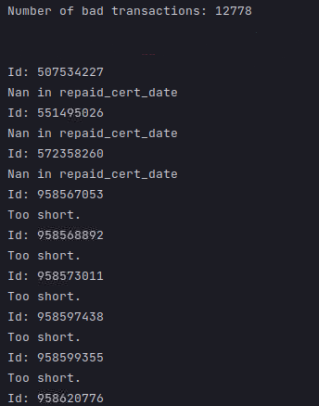 Number of bad transactions: 12778
Id: 507534227
Nan in repaid_cert_date
Id: 551495026
Nan in repaid_cert_date
Id: 572358260
Nan in repaid_cert_date
Id: 958567053
Too short.
Id: 958568892
Too short.
Id: 958573011
Too short.
Id: 958597438
Too short.
Id: 958599355
Too short.
Id: 958620776